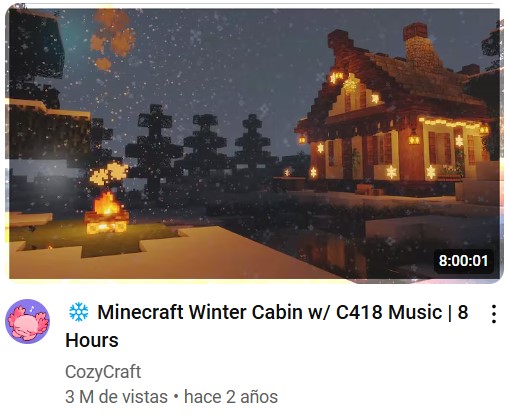 8:00:01
❄️ Minecraft Winter Cabin w/ C418 Music | 8
Hours
CozyCraft
3 M de vistas • hace 2 años